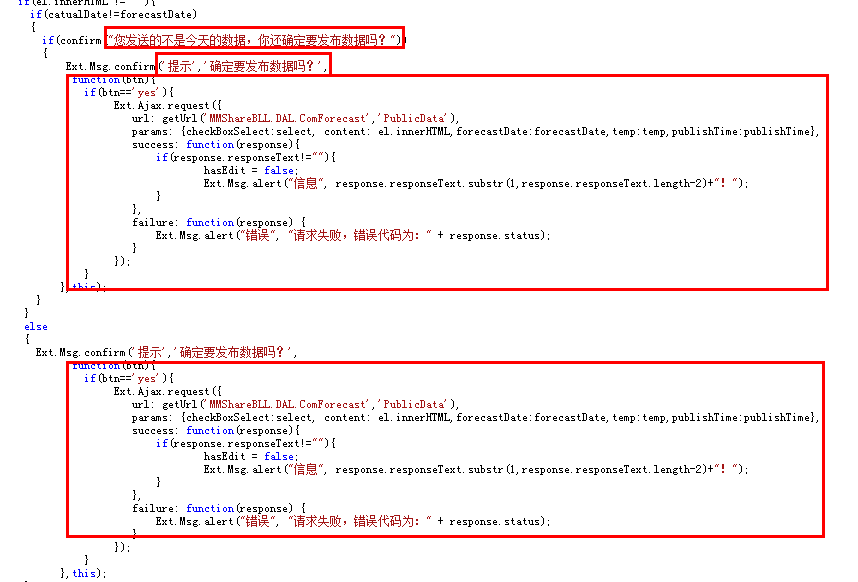 if(el.innerHTML != ""){
if(catualDate!=forecastDate)
{
if(confirm("您发送的不是今天的数据，你还确定要发布数据吗？"))
{
Ext.Msg.confirm('提示','确定要发布数据吗？',
function(btn){
if(btn=='yes'){
Ext.Ajax.request({
url: getUrl('MMShareBLL.DAL.ComForecast','PublicData'),
params: {checkBoxSelect:select, content: el.innerHTML,forecastDate:forecastDate,temp:temp,publishTime:publishTime},
success: function(response){
if(response.responseText!=""){
hasEdit = false;
Ext.Msg.alert("信息", response.responseText.substr(1,response.responseText.length-2)+"！");
}
},
failure: function(response) {
Ext.Msg.alert("错误", "请求失败，错误代码为：" + response.status);
}
});
}
},this);
}
}
else
{
Ext.Msg.confirm('提示','确定要发布数据吗？',
function(btn){
if(btn=='yes'){
Ext.Ajax.request({
url: getUrl('MMShareBLL.DAL.ComForecast','PublicData'),
params: {checkBoxSelect:select, content: el.innerHTML,forecastDate:forecastDate,temp:temp,publishTime:publishTime},
success: function(response){
if(response.responseText!=""){
hasEdit = false;
Ext.Msg.alert("信息", response.responseText.substr(1,response.responseText.length-2)+"！");
}
},
failure: function(response) {
Ext.Msg.alert("错误", "请求失败，错误代码为：" + response.status);
}
});
}
},this);